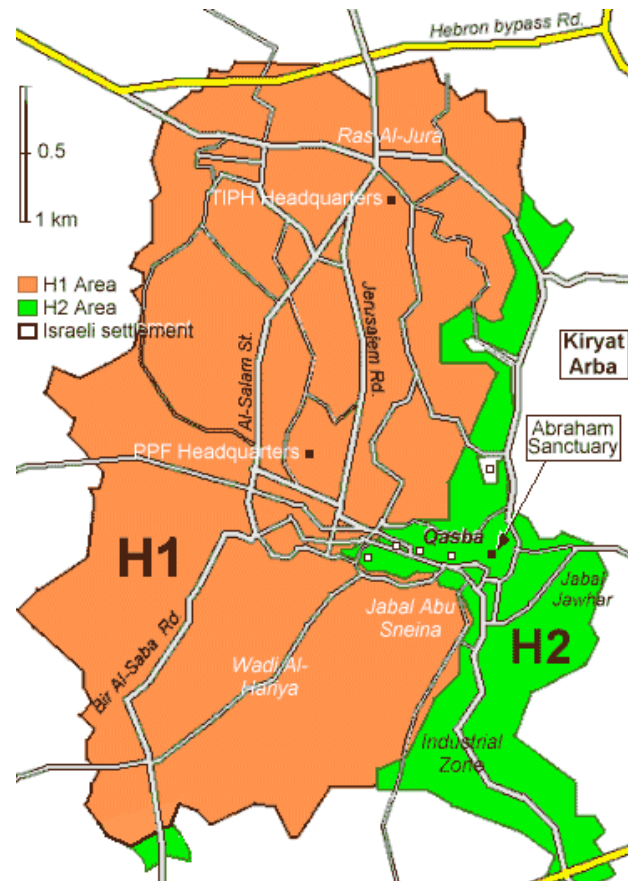 Hebron bypass Rd.
0.5
1 km
Ras Al-Jura
TIPH Headquarters
H1 Area
H2 Area
Israeli settlement
Al-Salam St.
Jerusalem Rd.
Kiryat
Arba
Abraham
Sanctuary
PPF Headquarters
Qasba
H1
Jabal Abu
Sneina
Jabal
Jawhar
H2
Wadi Al-
Hariya
Bir Al-Saba Rd
Industrial
Zone